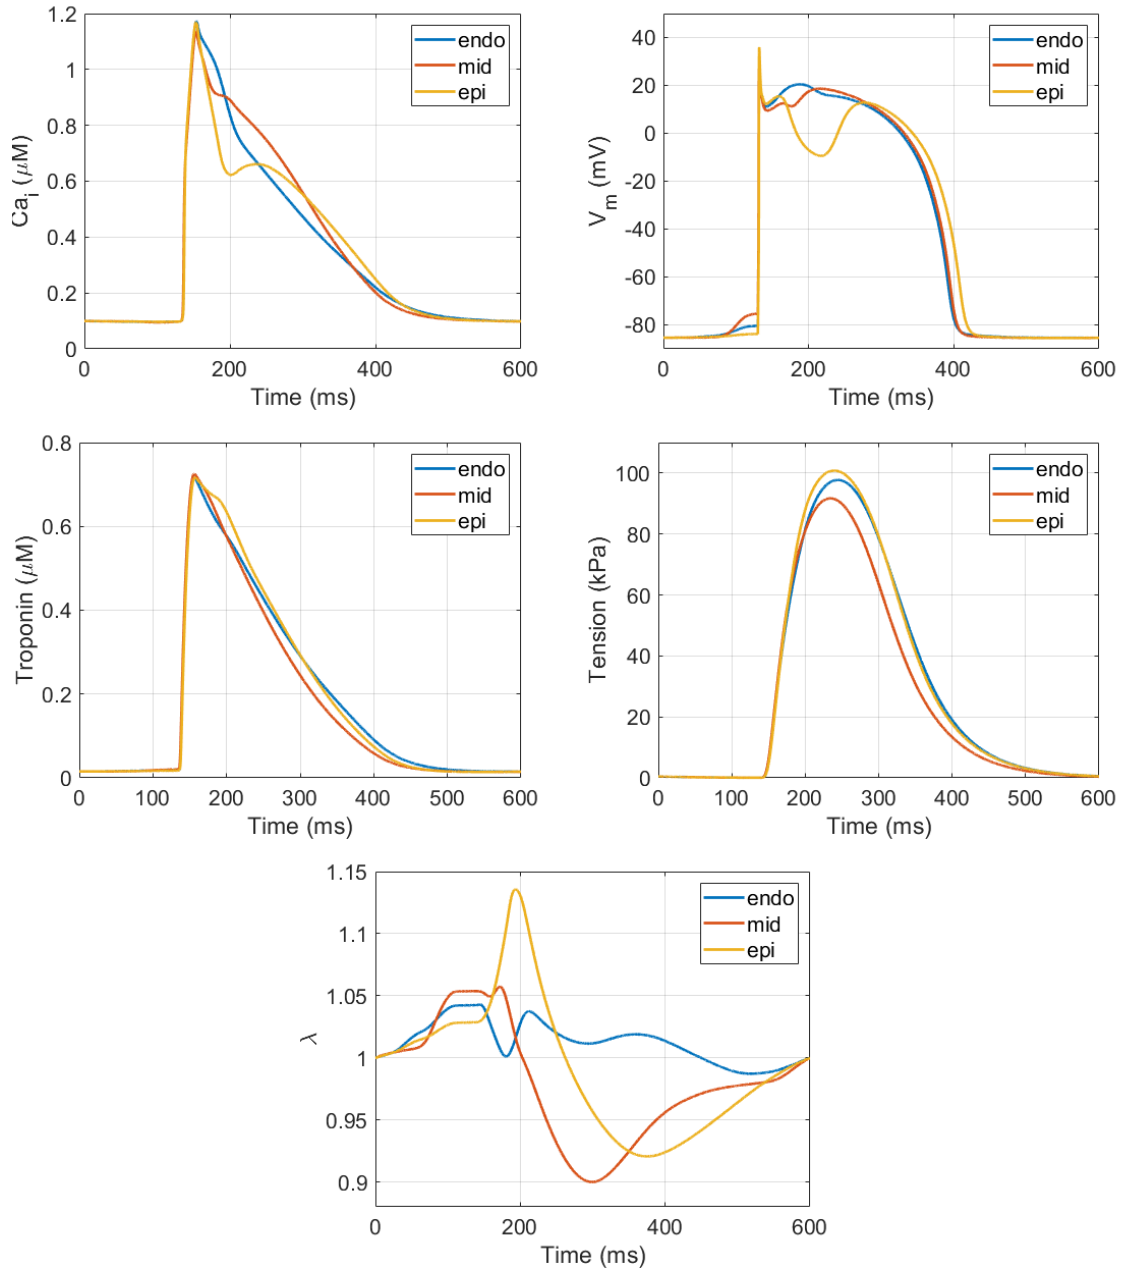 1.2
1
0.8
0.6
0.4
0.2
0
Ca_i (μM)
0 200 400 600
Time (ms)
endo
mid
epi
40
20
0
-20
-40
-60
-80
V_m (mV)
0 200 400 600
Time (ms)
endo
mid
epi
0.8
0.6
0.4
0.2
0
Troponin (μM)
0 100 200 300 400 500 600
Time (ms)
endo
mid
epi
100
80
60
40
20
0
Tension (kPa)
0 100 200 300 400 500 600
Time (ms)
endo
mid
epi
1.15
1.1
1.05
1
0.95
0.9
λ
0 200 400 600
Time (ms)
endo
mid
epi